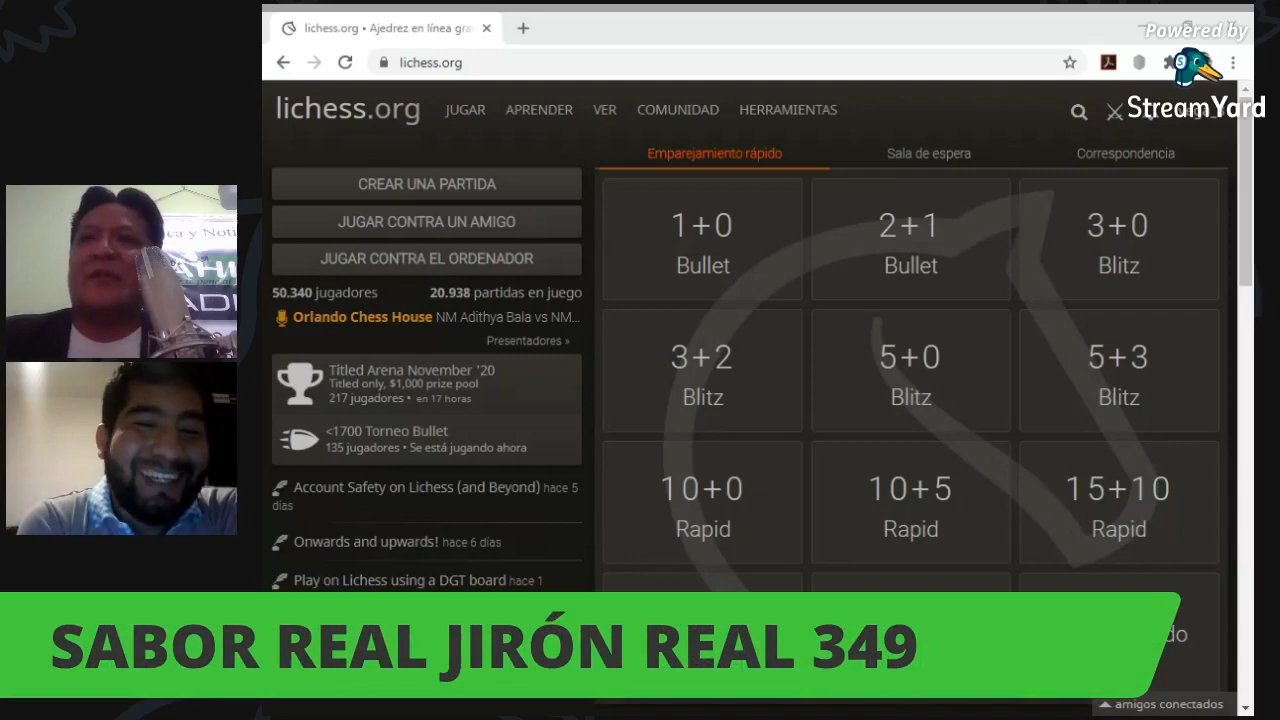 lichess.org • Ajedrez en línea gra
Powered by
lichess.org
StreamYard
lichess.org JUGAR APRENDER VER COMUNIDAD HERRAMIENTAS
Emparejamiento rápido Sala de espera Correspondencia
CREAR UNA PARTIDA
JUGAR CONTRA UN AMIGO
JUGAR CONTRA EL ORDENADOR
50.340 jugadores 20.938 partidas en juego
Orlando Chess House NM Adithya Bala vs NM...
Presentadores »
Titled Arena November '20
Titled only, $1,000 prize pool
217 jugadores • en 17 horas
<1700 Torneo Bullet
135 jugadores • Se está jugando ahora
Account Safety on Lichess (and Beyond) hace 5
días
Onwards and upwards! hace 6 días
Play on Lichess using a DGT board hace 1
1+0
Bullet
2+1
Bullet
3+0
Blitz
3+2
Blitz
5+0
Blitz
5+3
Blitz
10+0
Rapid
10+5
Rapid
15+10
Rapid
SABOR REAL JIRÓN REAL 349
amigos conectados